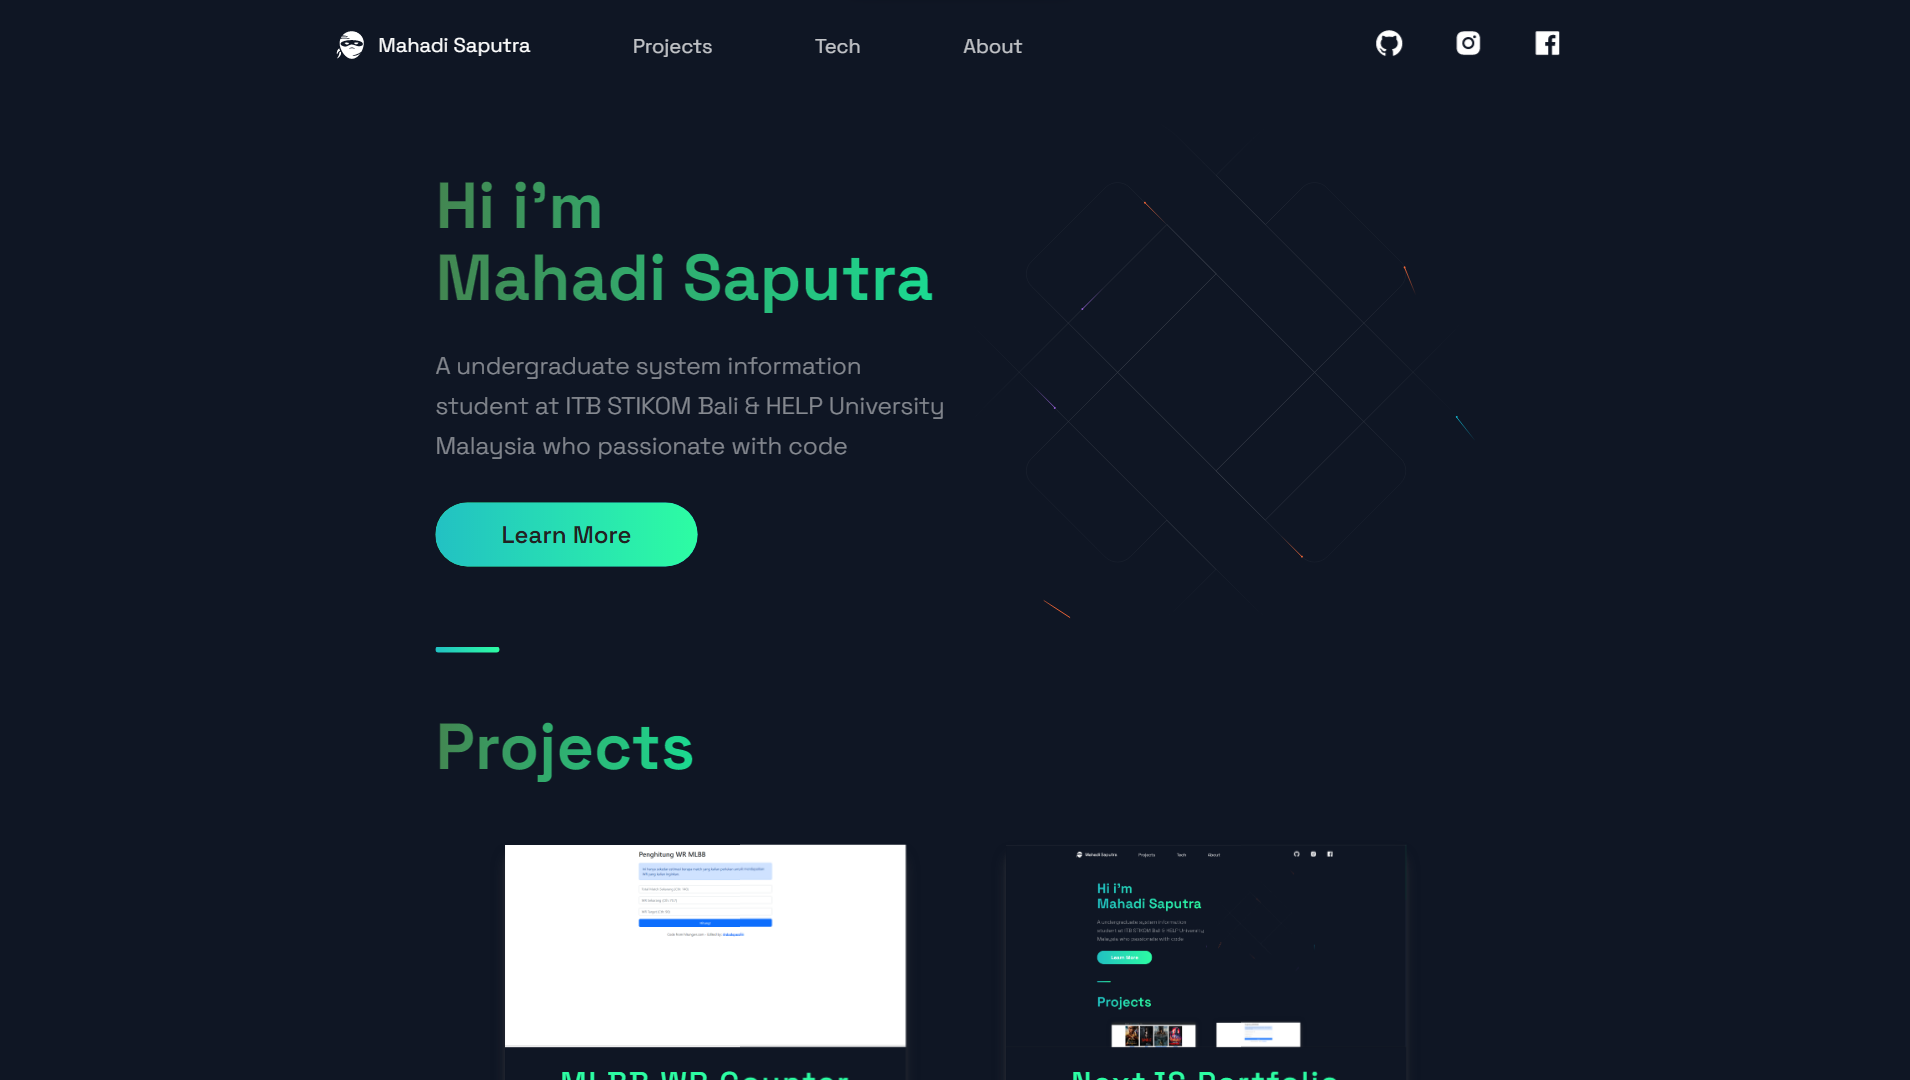 Mahadi Saputra
Projects
Tech
About
Hi i'm
Mahadi Saputra
A undergraduate system information
student at ITB STIKOM Bali & HELP University
Malaysia who passionate with code
Learn More
Projects
Penghitung WR MLBB
Mahadi Saputra
Projects
Tech
About
Hi i'm
Mahadi Saputra
A undergraduate system information
student at ITB STIKOM Bali & HELP University
Malaysia who passionate with code
Learn More
Projects
MLBB WR Counter
Next JS Portfolio